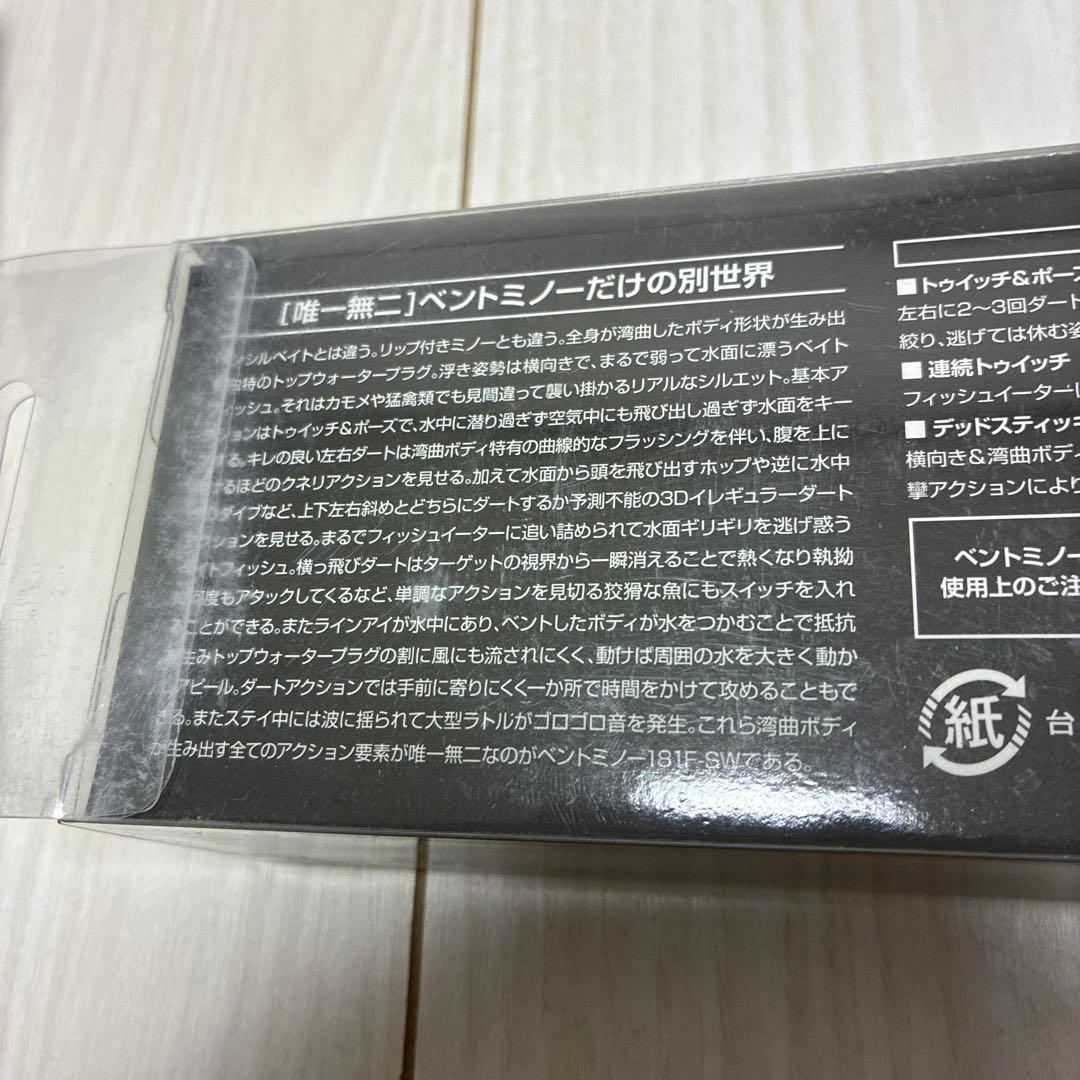 [唯一無二]ベントミノーだけの別世界
シルベイトとは違う。リップ付きミノーとも違う。全身が湾曲したボディ形状が生み出
特のトップウォータープラグ。浮き姿勢は横向きで、まるで弱って水面に漂うベイト
ッシュ。それはカモメや猛禽類でも見間違って襲い掛かるリアルなシルエット。基本ア
ションはトゥイッチ&ポーズで、水中に潜り過ぎず空気中にも飛び出し過ぎず水面をキー
する。キレの良い左右ダートは湾曲ボディ特有の曲線的なフラッシングを伴い、腹を上に
するほどのクネリアクションを見せる。加えて水面から頭を飛び出すホップや逆に水中
ダイブなど、上下左右斜めとどちらにダートするか予測不能の3Dイレギュラーダート
ションを見せる。まるでフィッシュイーターに追い詰められて水面ギリギリを逃げ惑う
イトフィッシュ。横っ飛びダートはターゲットの視界から一瞬消えることで熱くなり執拗
何度もアタックしてくるなど、単調なアクションを見切る狡猾な魚にもスイッチを入れ
ることができる。またラインアイが水中にあり、ベントしたボディが水をつかむことで抵抗
生みトップウォータープラグの割に風にも流されにくく、動けば周囲の水を大きく動か
しアピール。ダートアクションでは手前に寄りにくく一か所で時間をかけて攻めることもで
きる。またステイ中には波に揺られて大型ラトルがゴロゴロ音を発生。これら湾曲ボディ
が生み出す全てのアクション要素が唯一無二なのがベントミノー181F-SWである。
■トゥイッチ&ポーズ
左右に2〜3回ダート
絞り、逃げては休む姿
■連続トゥイッチ
フィッシュイーターに
■デッドスティッキ
横向き&湾曲ボディ
攣アクションにより
ベントミノー
使用上のご注
紙
台